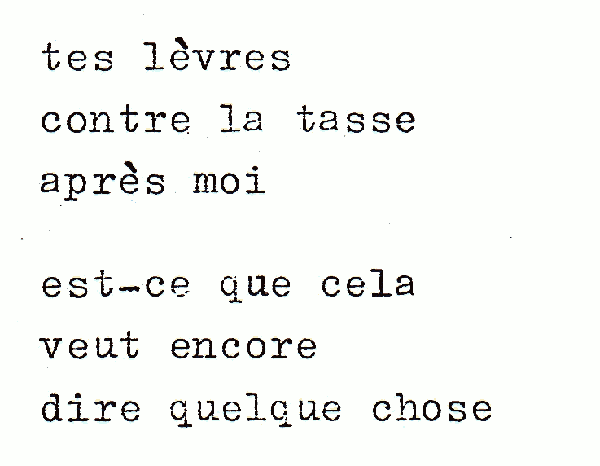 tes lèvres
contre la tasse
après moi
est-ce que cela
veut encore
dire quelque chose